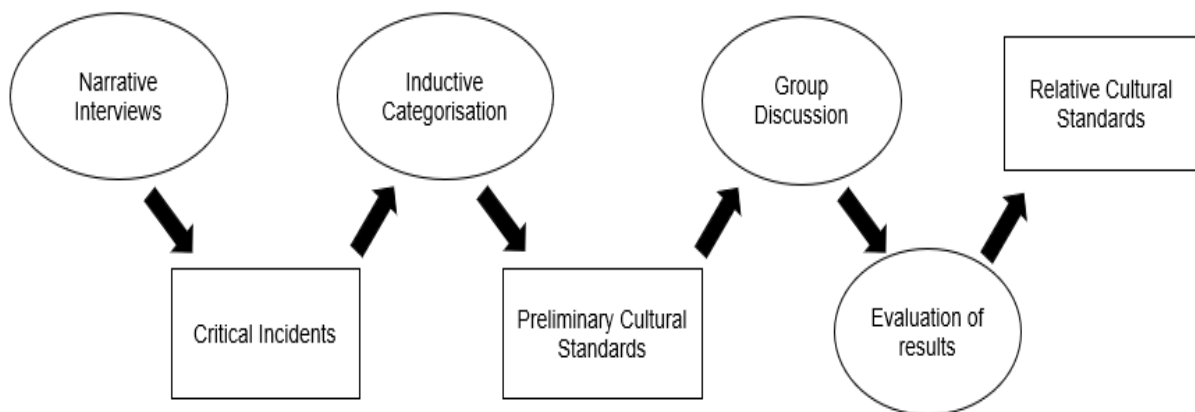 Narrative
Interviews
Critical Incidents
Inductive
Categorisation
Preliminary Cultural
Standards
Group
Discussion
Evaluation of
results
Relative Cultural
Standards